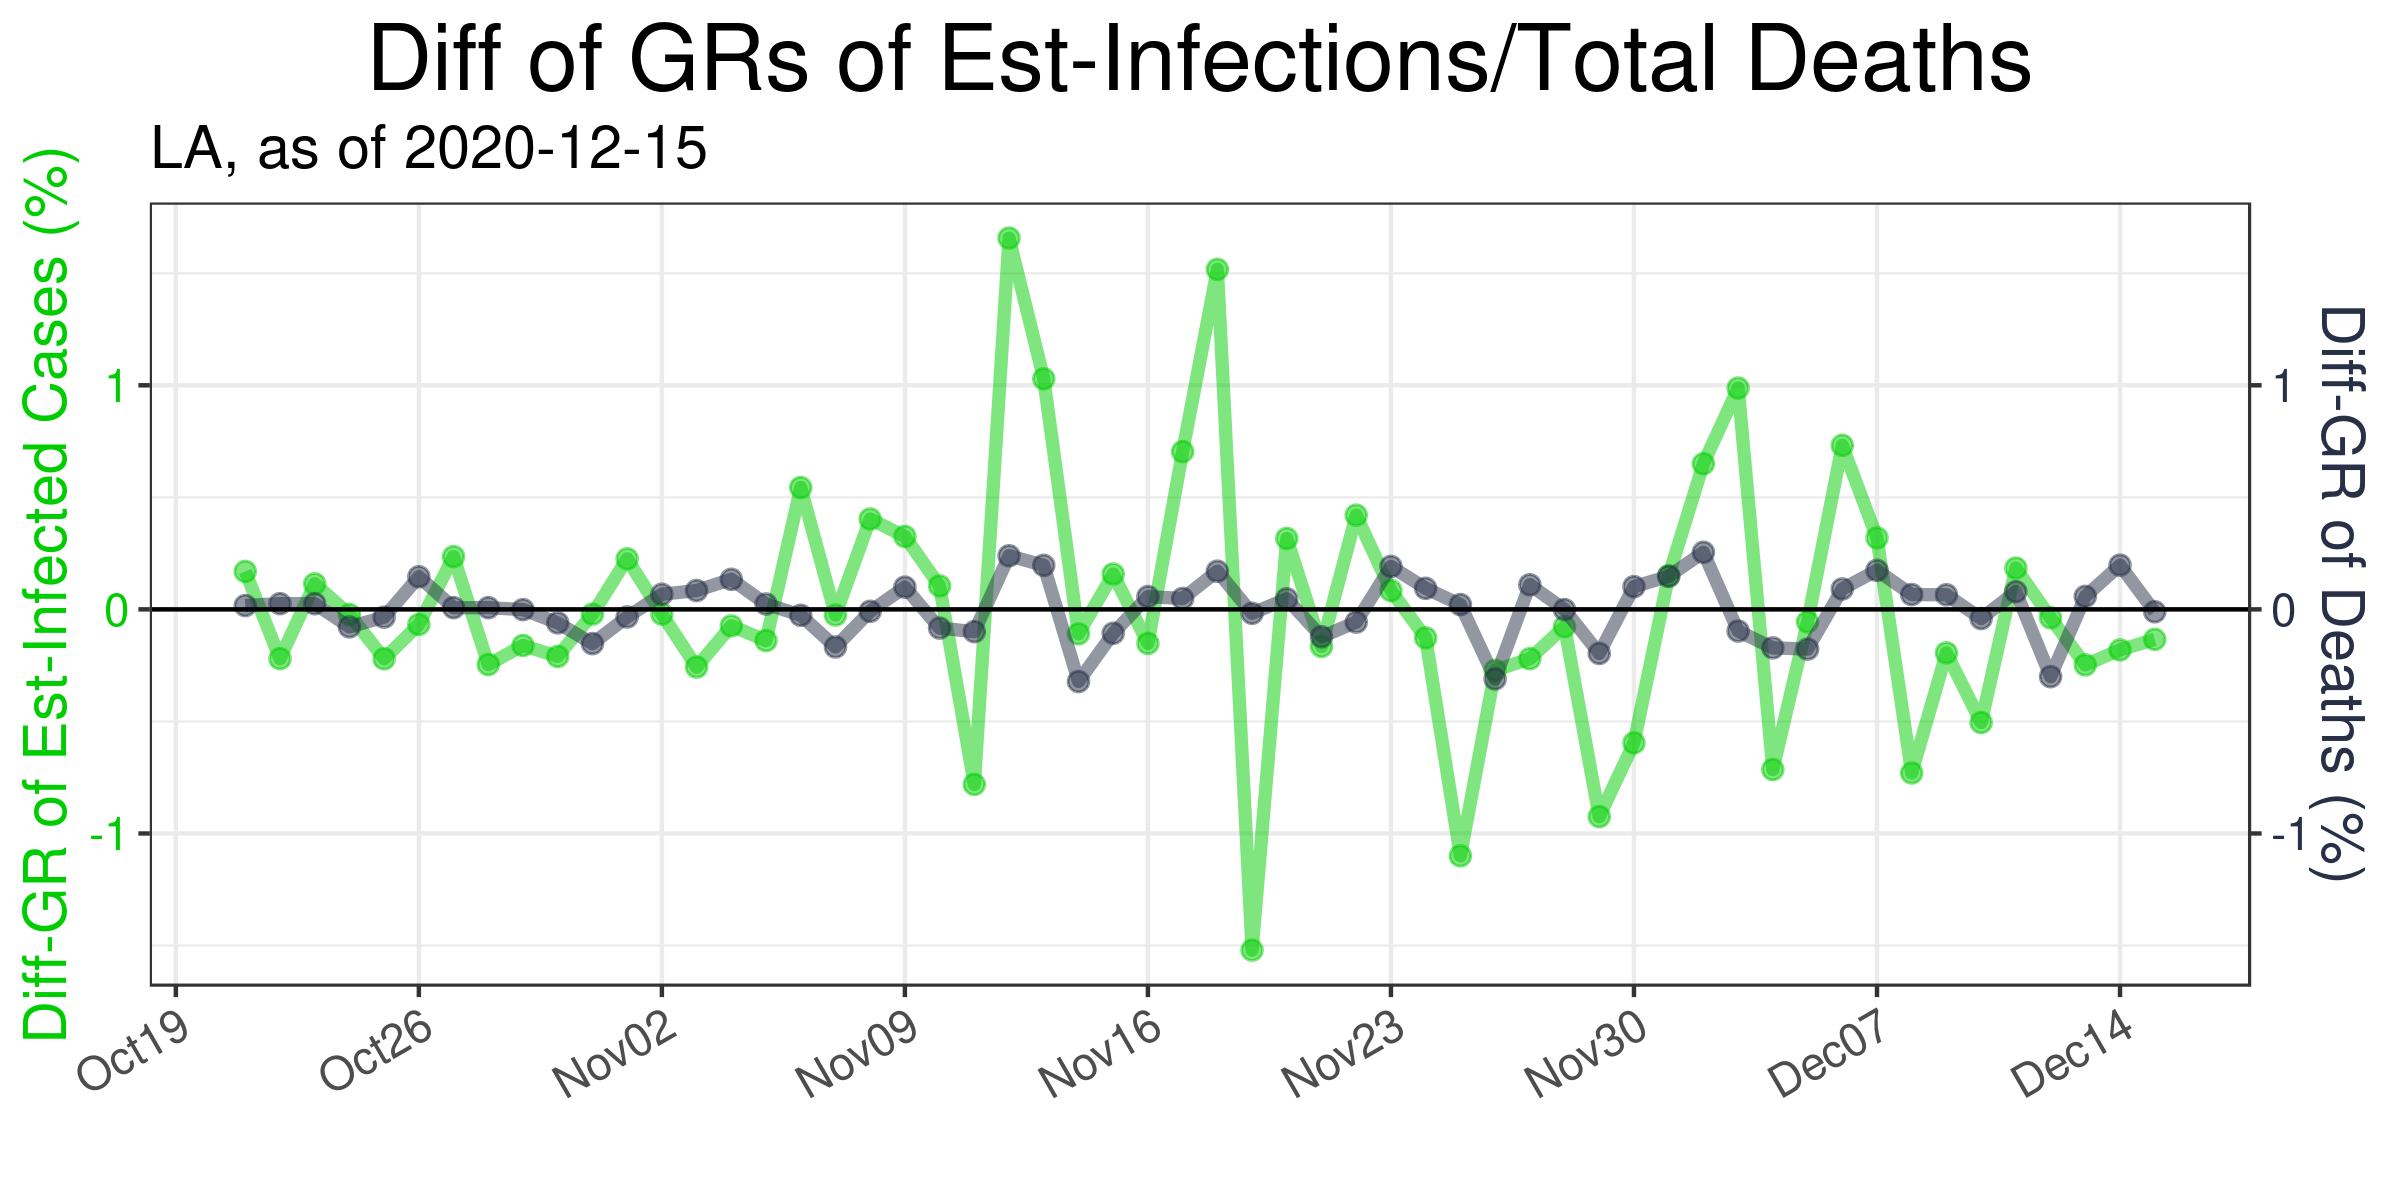 Diff of GRs of Est-Infections/Total Deaths
LA, as of 2020-12-15
Diff-GR of Est-Infected Cases (%)
1
0
-1
1
0
-1
Diff-GR of Deaths (%)
Oct19
Oct26
Nov02
Nov09
Nov16
Nov23
Nov30
Dec07
Dec14